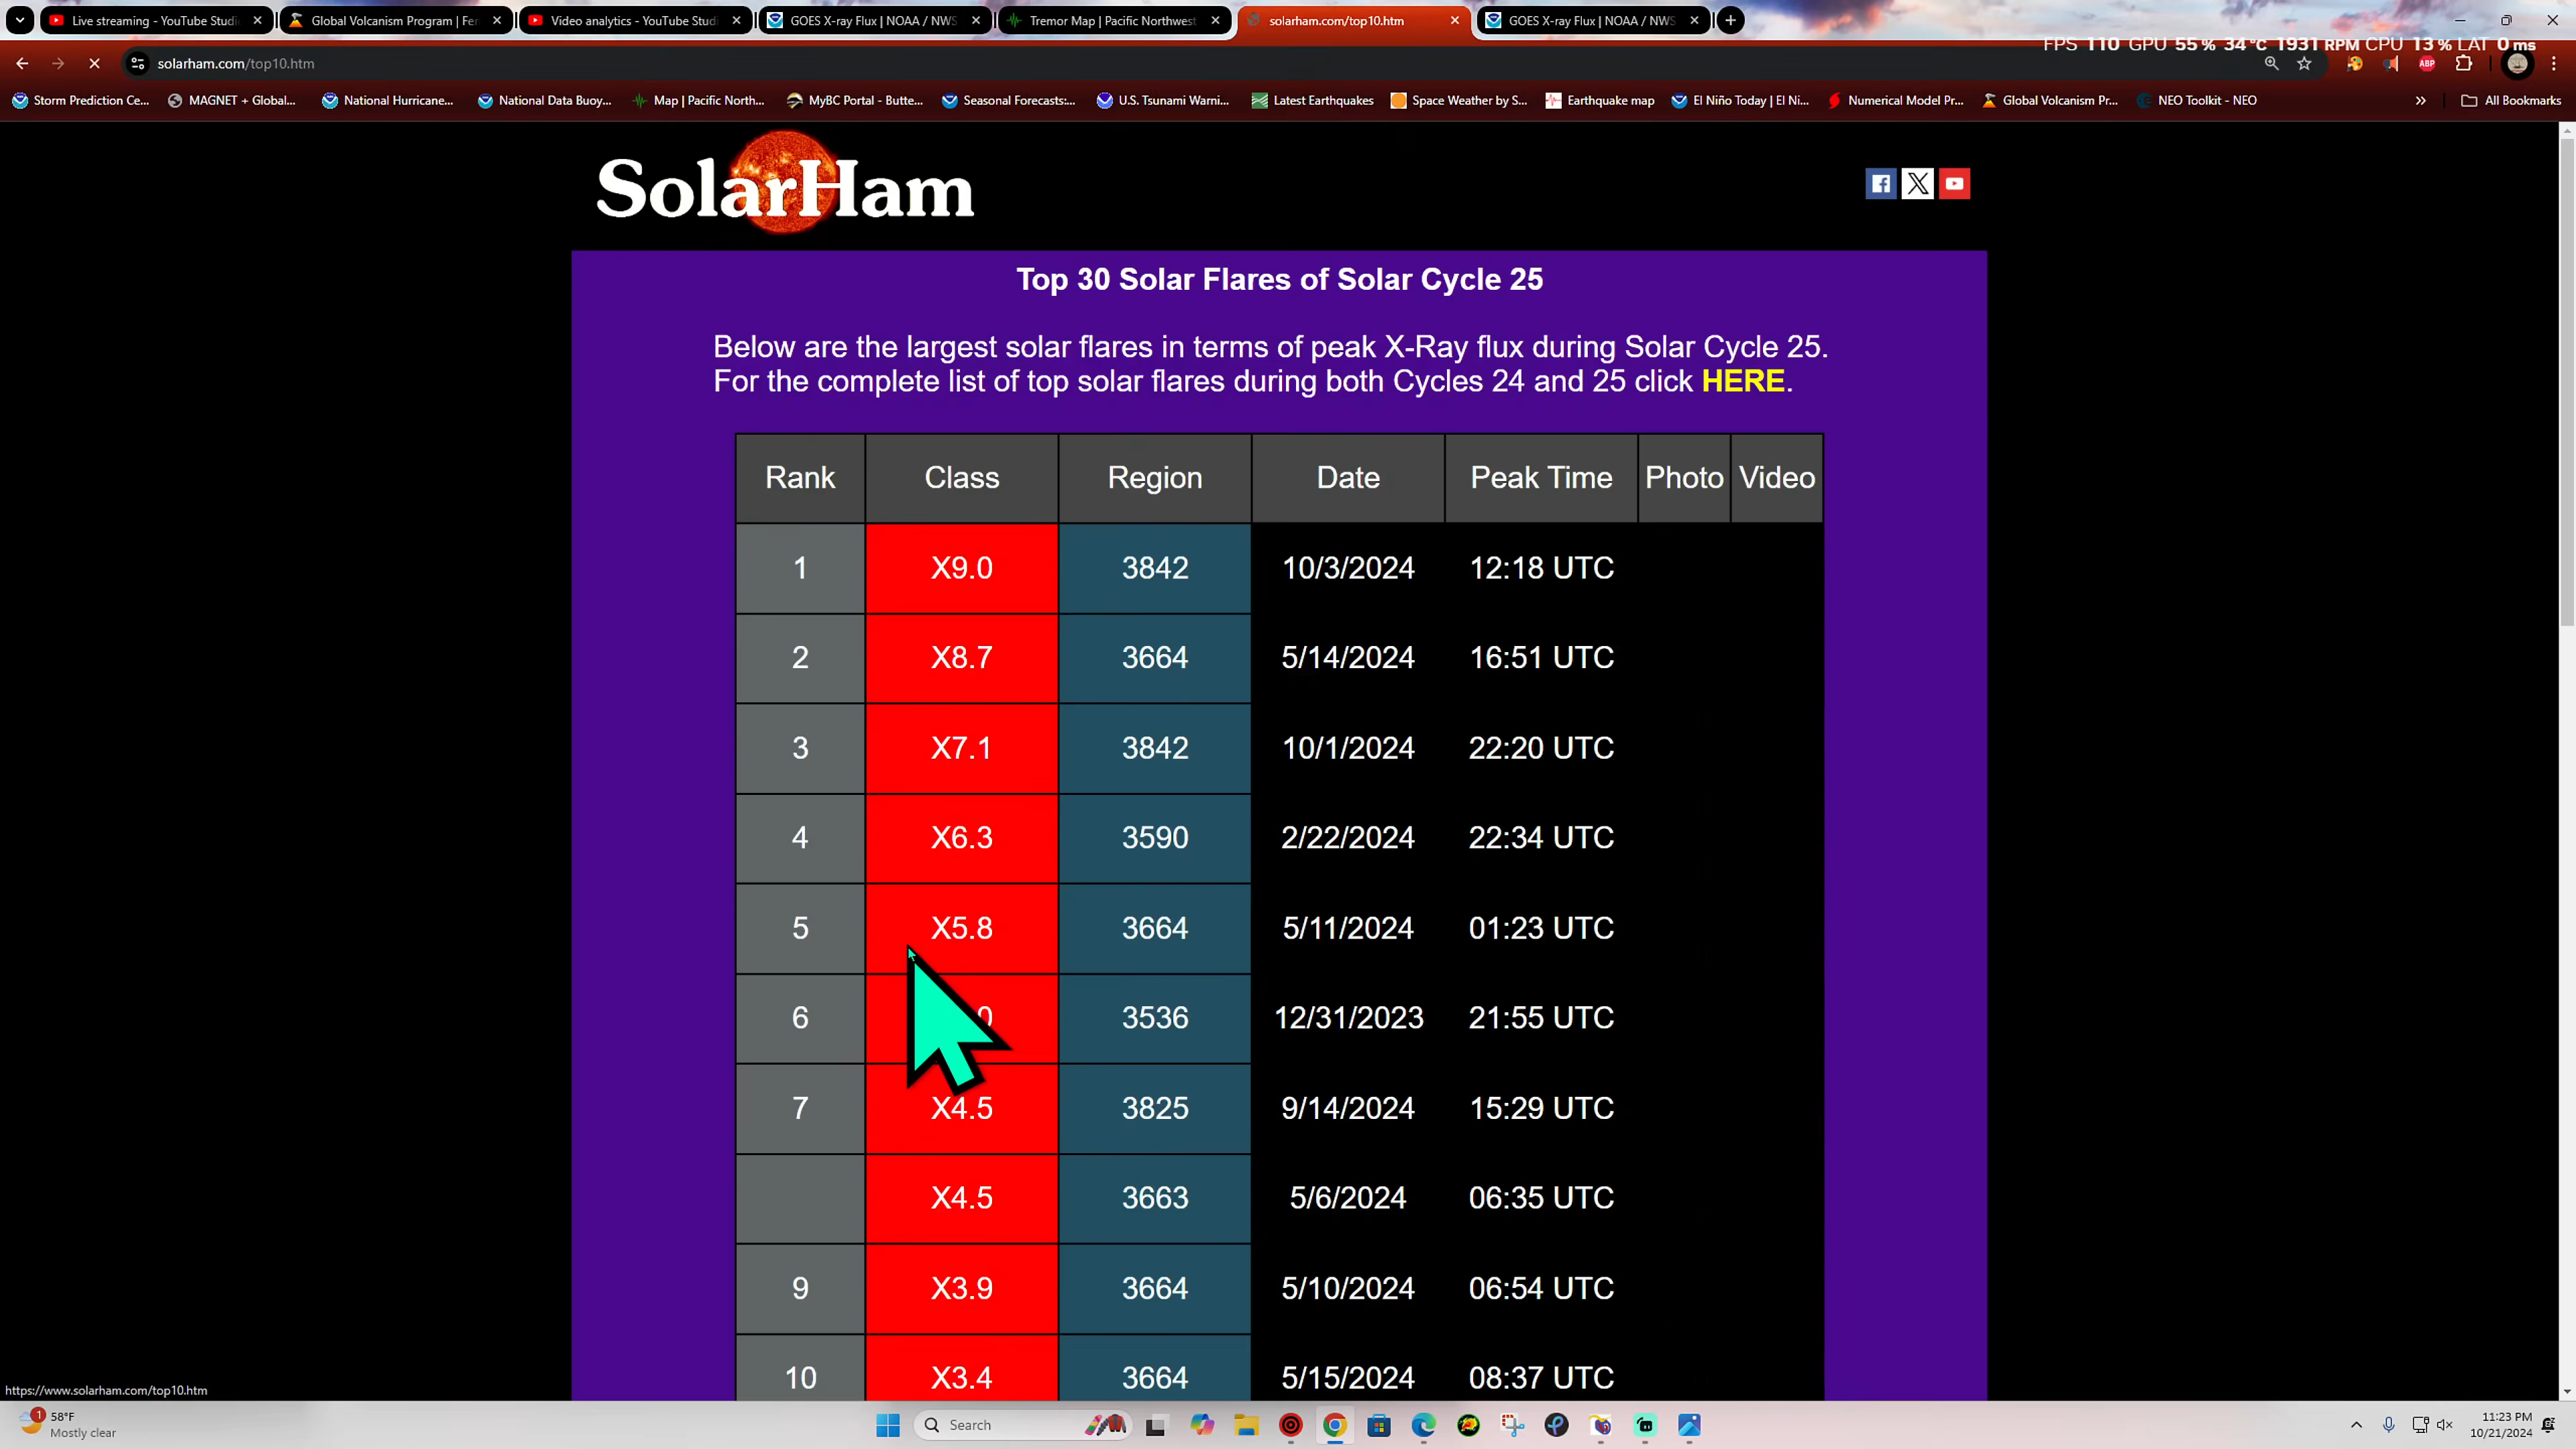 Live streaming - YouTube Studi
Global Volcanism Program | Fer
Video analytics - YouTube Studi
GOES X-ray Flux | NOAA / NWS
Tremor Map | Pacific Northwest
solarham.com/top10.htm
GOES X-ray Flux | NOAA / NWS
FPS 110 GPU 55 % 34 °C 1931 RPM CPU 13 % LAT 0 ms
solarham.com/top10.htm
ABP
Storm Prediction Ce...
MAGNET + Global...
National Hurricane...
National Data Buoy...
Map | Pacific North...
MyBC Portal - Butte...
Seasonal Forecasts:...
U.S. Tsunami Warni...
Latest Earthquakes
Space Weather by S...
Earthquake map
El Niño Today | El Ni...
Numerical Model Pr...
Global Volcanism Pr...
NEO Toolkit - NEO
All Bookmarks
SolarHam
Top 30 Solar Flares of Solar Cycle 25
Below are the largest solar flares in terms of peak X-Ray flux during Solar Cycle 25.
For the complete list of top solar flares during both Cycles 24 and 25 click HERE.
Rank Class Region Date Peak Time Photo Video
1 X9.0 3842 10/3/2024 12:18 UTC
2 X8.7 3664 5/14/2024 16:51 UTC
3 X7.1 3842 10/1/2024 22:20 UTC
4 X6.3 3590 2/22/2024 22:34 UTC
5 X5.8 3664 5/11/2024 01:23 UTC
6 3536 12/31/2023 21:55 UTC
7 X4.5 3825 9/14/2024 15:29 UTC
X4.5 3663 5/6/2024 06:35 UTC
9 X3.9 3664 5/10/2024 06:54 UTC
10 X3.4 3664 5/15/2024 08:37 UTC
https://www.solarham.com/top10.htm
1
58°F
Mostly clear
Search
11:23 PM
10/21/2024